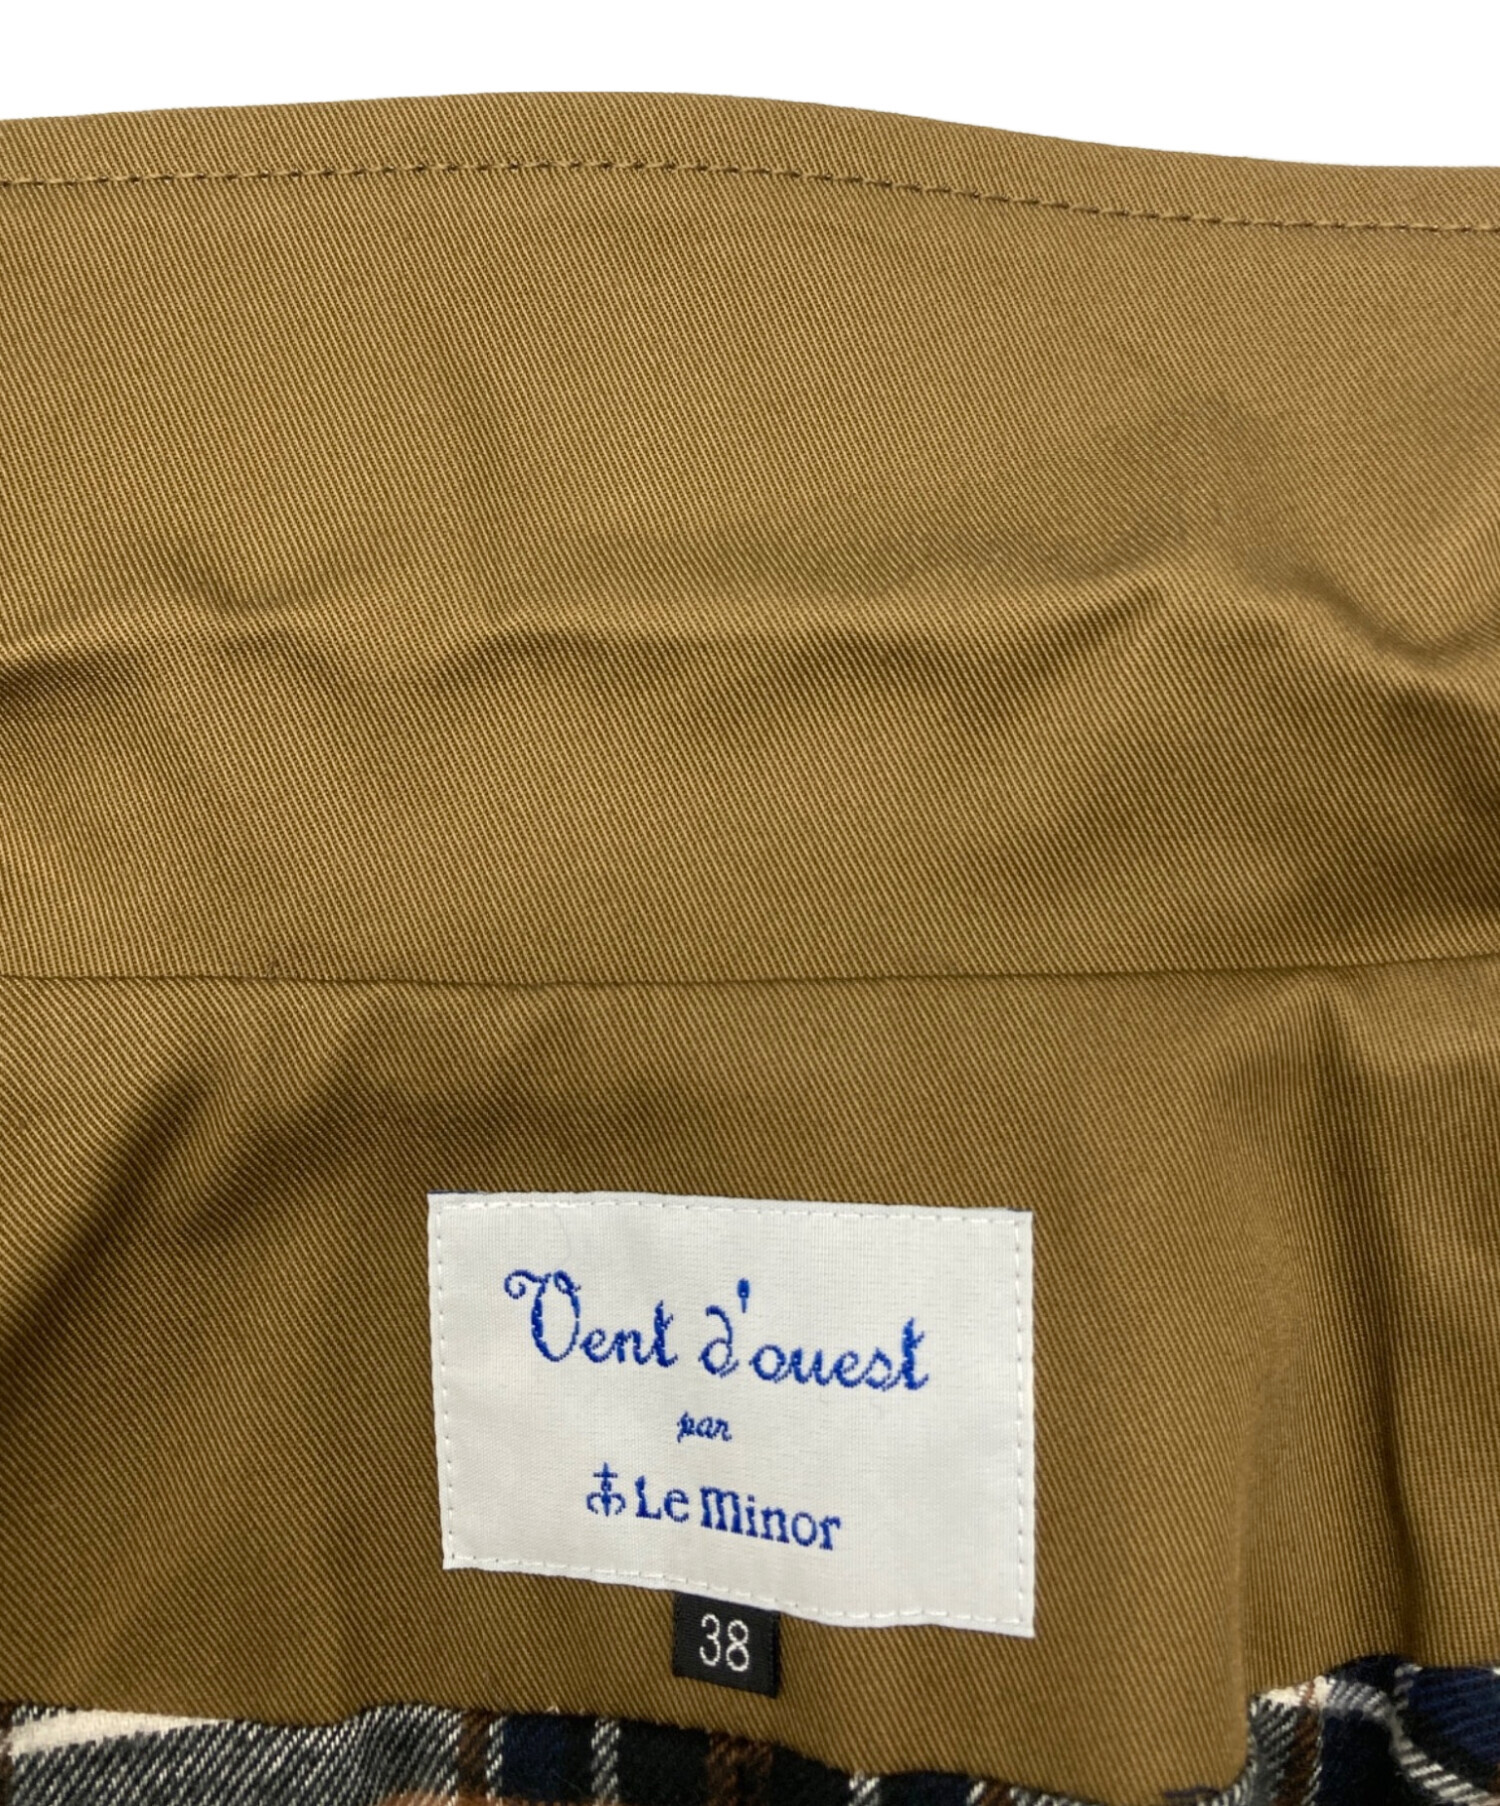 Vent d'ouest
par
Le Minor
38